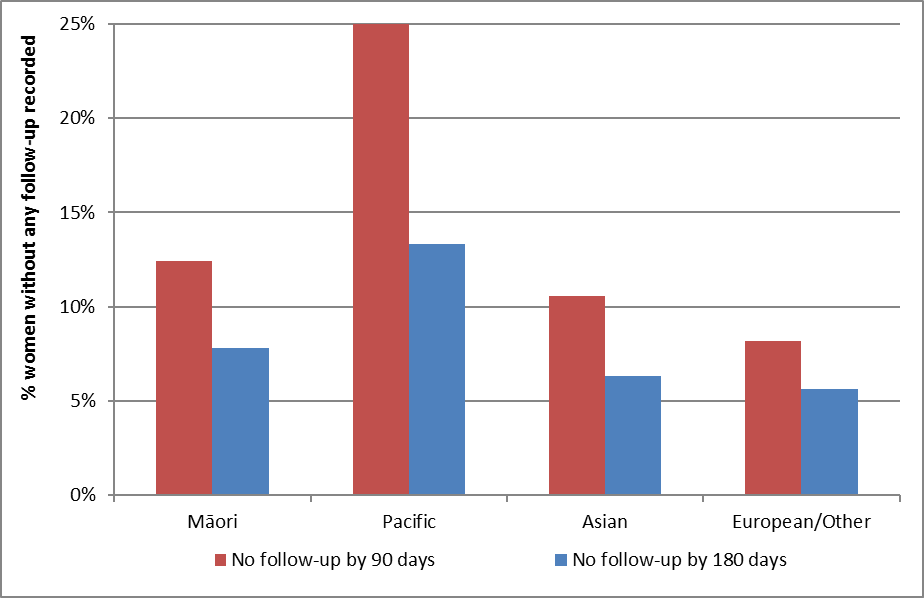 % women without any follow-up recorded
25%
20%
15%
10%
5%
0%
Māori Pacific Asian European/Other
No follow-up by 90 days No follow-up by 180 days